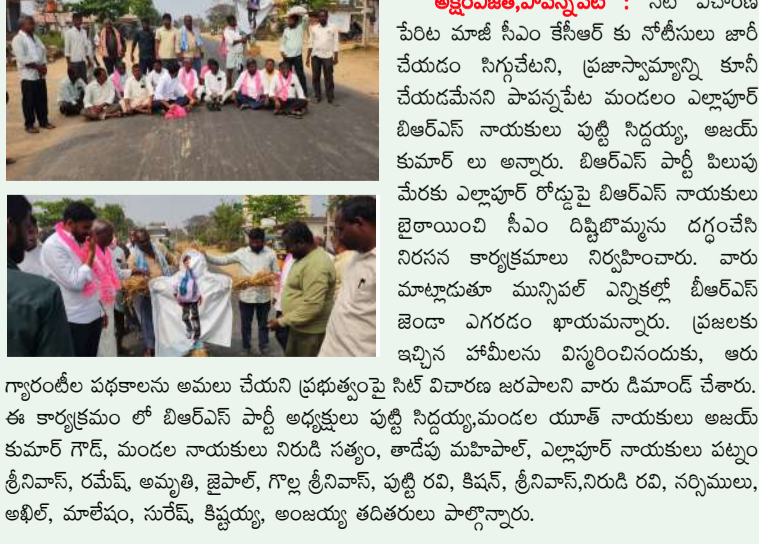 అక్షరవిజేత,పాపన్నపేట : సిట్ విచారణ
పేరిట మాజీ సీఎం కేసీఆర్ కు నోటీసులు జారీ
చేయడం సిగ్గుచేటని, ప్రజాస్వామ్యాన్ని కూనీ
చేయడమేనని పాపన్నపేట మండలం ఎల్లాపూర్
బిఆర్ఎస్ నాయకులు పుట్టి సిద్దయ్య, అజయ్
కుమార్ లు అన్నారు. బిఆర్ఎస్ పార్టీ పిలుపు
మేరకు ఎల్లాపూర్ రోడ్డుపై బిఆర్ఎస్ నాయకులు
బైఠాయించి సీఎం దిష్టిబొమ్మను దగ్ధంచేసి
నిరసన కార్యక్రమాలు నిర్వహించారు. వారు
మాట్లాడుతూ మున్సిపల్ ఎన్నికల్లో బీఆర్ఎస్
జెండా ఎగరడం ఖాయమన్నారు. ప్రజలకు
ఇచ్చిన హామీలను విస్మరించినందుకు, ఆరు
గ్యారంటీల పథకాలను అమలు చేయని ప్రభుత్వంపై సిట్ విచారణ జరపాలని వారు డిమాండ్ చేశారు.
ఈ కార్యక్రమం లో బిఆర్ఎస్ పార్టీ అధ్యక్షులు పుట్టి సిద్దయ్య,మండల యూత్ నాయకులు అజయ్
కుమార్ గౌడ్, మండల నాయకులు నిరుడి సత్యం, తాడేపు మహిపాల్, ఎల్లాపూర్ నాయకులు పట్నం
శ్రీనివాస్, రమేష్, అమృతి, జైపాల్, గొల్ల శ్రీనివాస్, పుట్టి రవి, కిషన్, శ్రీనివాస్,నిరుడి రవి, నర్సిములు,
అఖిల్, మాలేషం, సురేష్, కిష్టయ్య, అంజయ్య తదితరులు పాల్గొన్నారు.